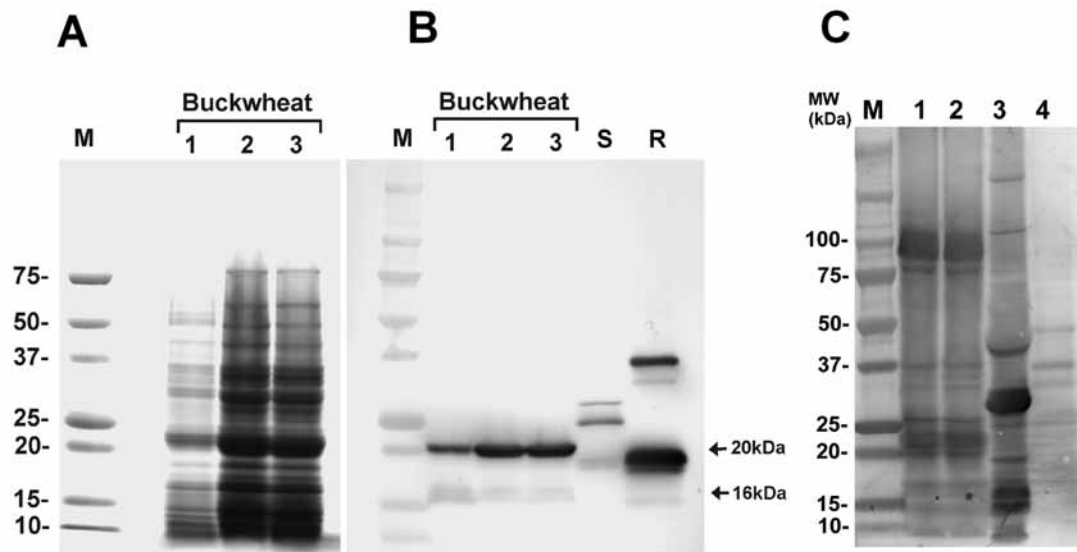 A
Buckwheat
M 1 2 3
75-
50-
37-
25-
20-
15-
10-
B
Buckwheat
M 1 2 3 S R
20kDa
16kDa
C
MW
(kDa)
M 1 2 3 4
100-
75-
50-
37-
25-
20-
15-
10-